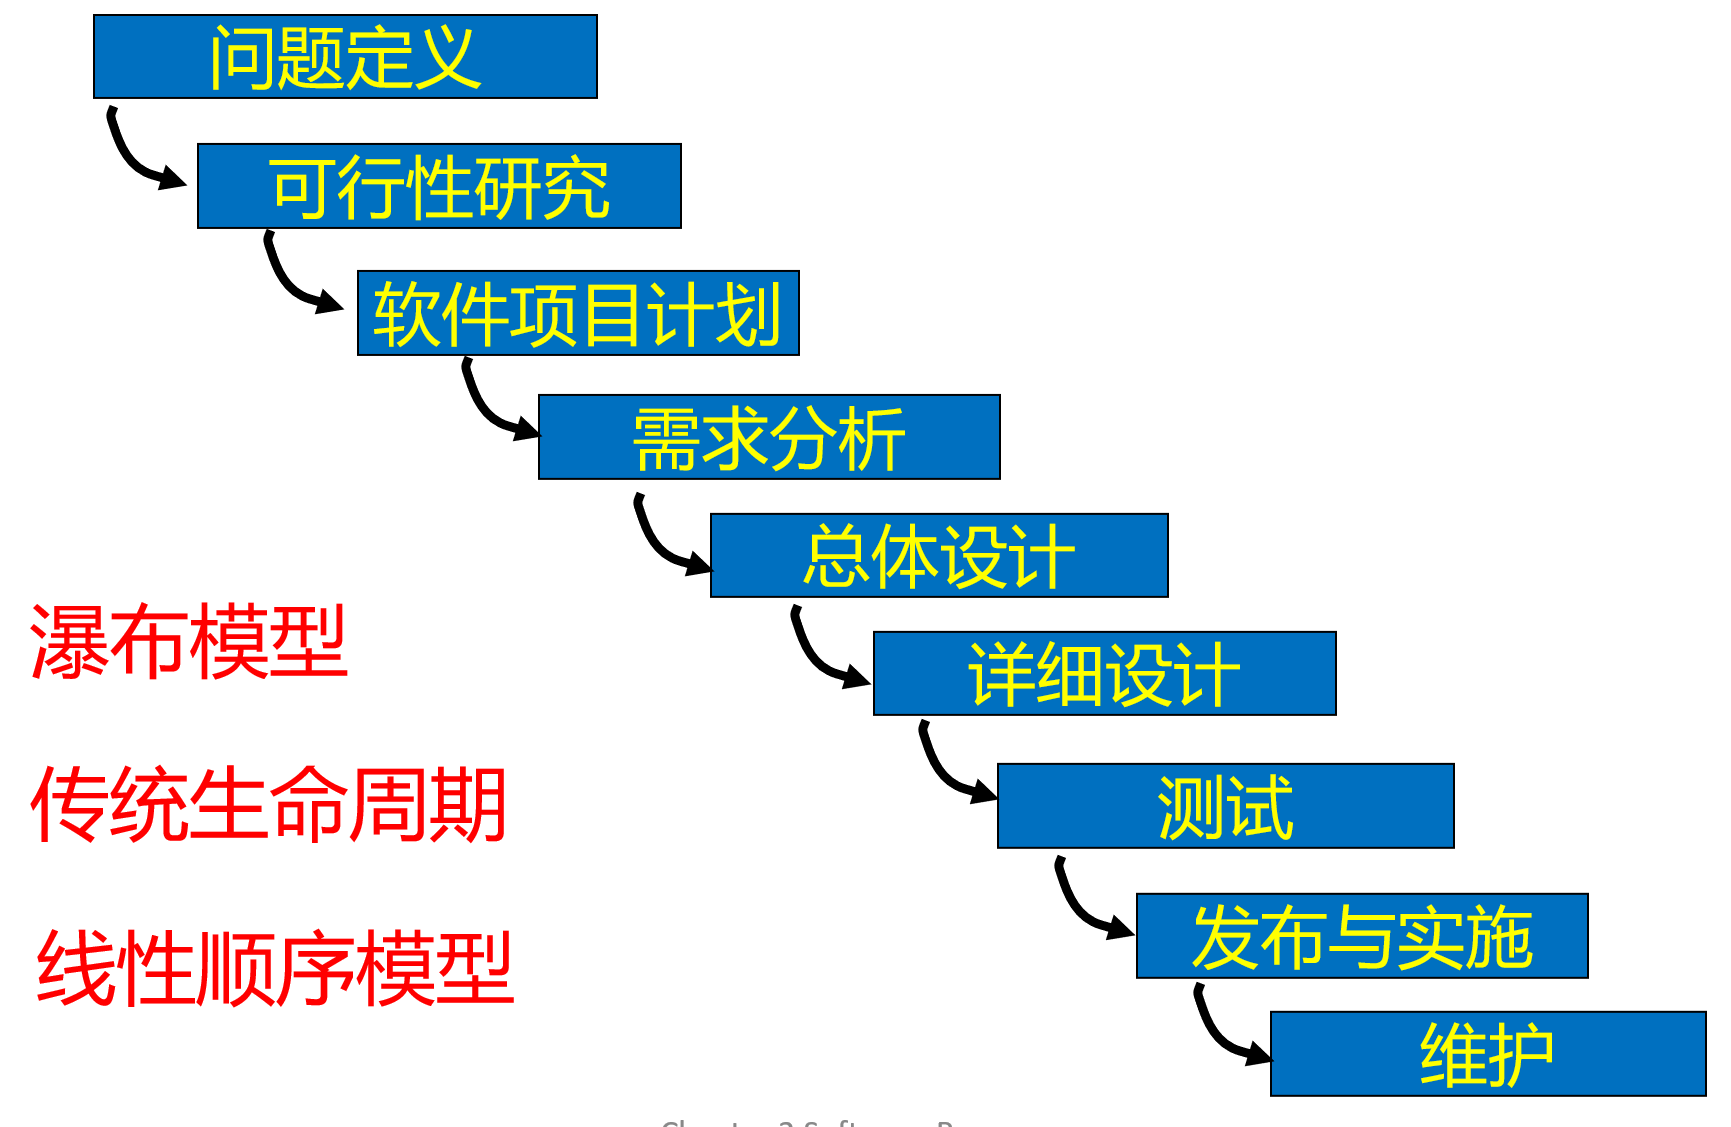 问题定义
可行性研究
软件项目计划
需求分析
总体设计
详细设计
测试
发布与实施
维护
瀑布模型
传统生命周期
线性顺序模型